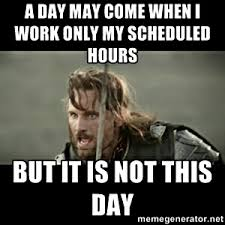 A DAY MAY COME WHEN I
WORK ONLY MY SCHEDULED
HOURS
BUT IT IS NOT THIS
DAY
memegenerator.net